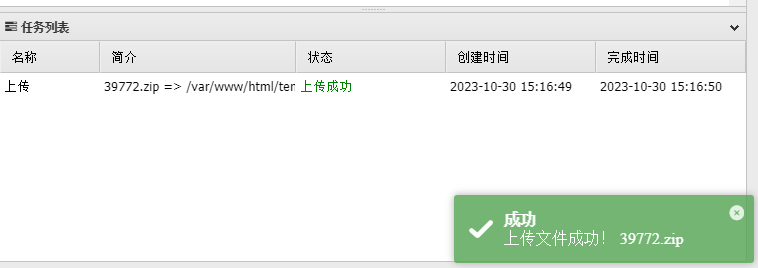 任务列表
名称 简介 状态 创建时间 完成时间
上传 39772.zip => /var/www/html/ter 上传成功 2023-10-30 15:16:49 2023-10-30 15:16:50
成功
上传文件成功! 39772.zip